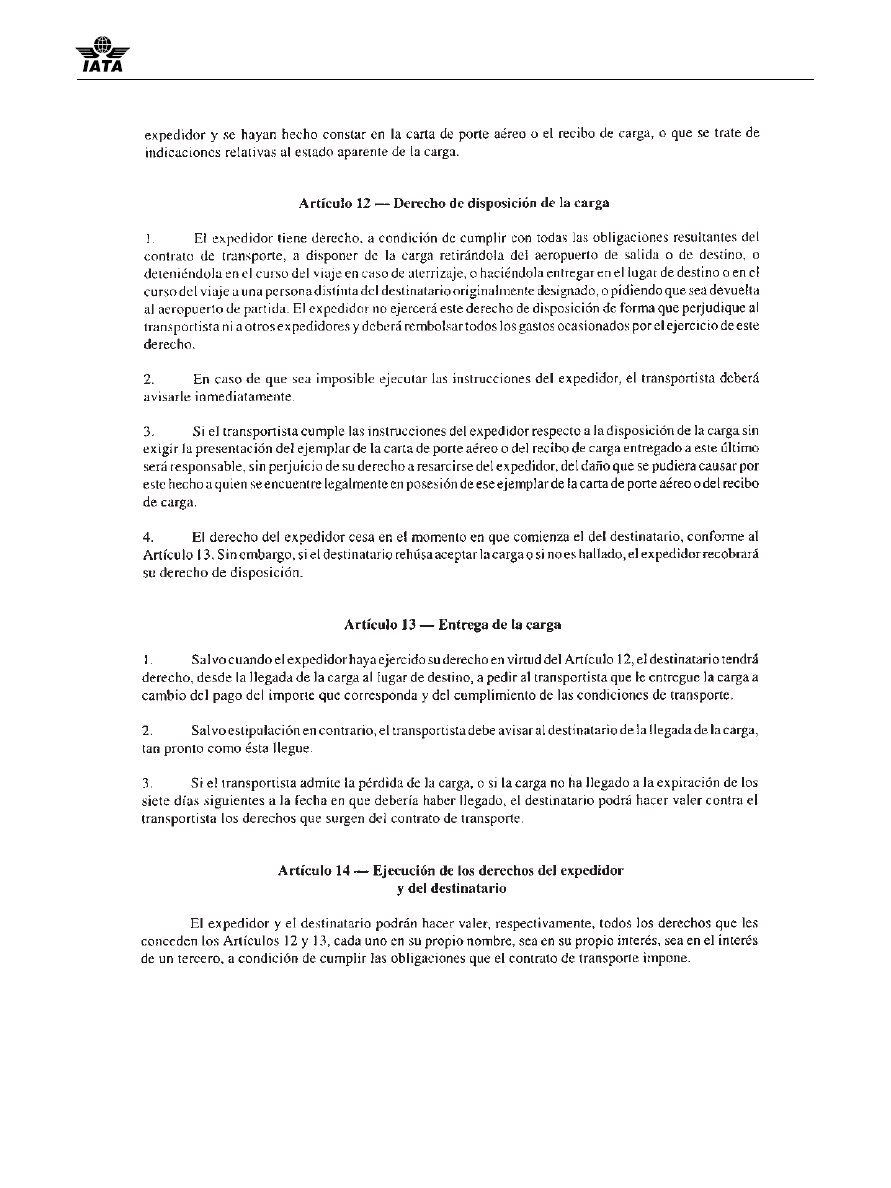 IATA
expedidor y se hayan hecho constar en la carta de porte aéreo o el recibo de carga, o que se trate de
indicaciones relativas al estado aparente de la carga.
Artículo 12 — Derecho de disposición de la carga
1. El expedidor tiene derecho, a condición de cumplir con todas las obligaciones resultantes del
contrato de transporte, a disponer de la carga retirándola del aeropuerto de salida o de destino, o
deteniéndola en el curso del viaje en caso de aterrizaje, o haciéndola entregar en el lugar de destino o en el
curso del viaje a una persona distinta del destinatario originalmente designado, o pidiendo que sea devuelta
al aeropuerto de partida. El expedidor no ejercerá este derecho de disposición de forma que perjudique al
transportista ni a otros expedidores y deberá rembolsar todos los gastos ocasionados por el ejercicio de este
derecho.
2. En caso de que sea imposible ejecutar las instrucciones del expedidor, el transportista deberá
avisarle inmediatamente.
3. Si el transportista cumple las instrucciones del expedidor respecto a la disposición de la carga sin
exigir la presentación del ejemplar de la carta de porte aéreo o del recibo de carga entregado a este último
será responsable, sin perjuicio de su derecho a resarcirse del expedidor, del daño que se pudiera causar por
este hecho a quien se encuentre legalmente en posesión de ese ejemplar de la carta de porte aéreo o del recibo
de carga.
4. El derecho del expedidor cesa en el momento en que comienza el del destinatario, conforme al
Artículo 13. Sin embargo, si el destinatario rehúsa aceptar la carga o si no es hallado, el expedidor recobrará
su derecho de disposición.
Artículo 13 — Entrega de la carga
1. Salvo cuando el expedidor haya ejercido su derecho en virtud del Artículo 12, el destinatario tendrá
derecho, desde la llegada de la carga al lugar de destino, a pedir al transportista que le entregue la carga a
cambio del pago del importe que corresponda y del cumplimiento de las condiciones de transporte.
2. Salvo estipulación en contrario, el transportista debe avisar al destinatario de la llegada de la carga,
tan pronto como ésta llegue.
3. Si el transportista admite la pérdida de la carga, o si la carga no ha llegado a la expiración de los
siete días siguientes a la fecha en que debería haber llegado, el destinatario podrá hacer valer contra el
transportista los derechos que surgen del contrato de transporte.
Artículo 14 — Ejecución de los derechos del expedidor
y del destinatario
El expedidor y el destinatario podrán hacer valer, respectivamente, todos los derechos que les
conceden los Artículos 12 y 13, cada uno en su propio nombre, sea en su propio interés, sea en el interés
de un tercero, a condición de cumplir las obligaciones que el contrato de transporte impone.